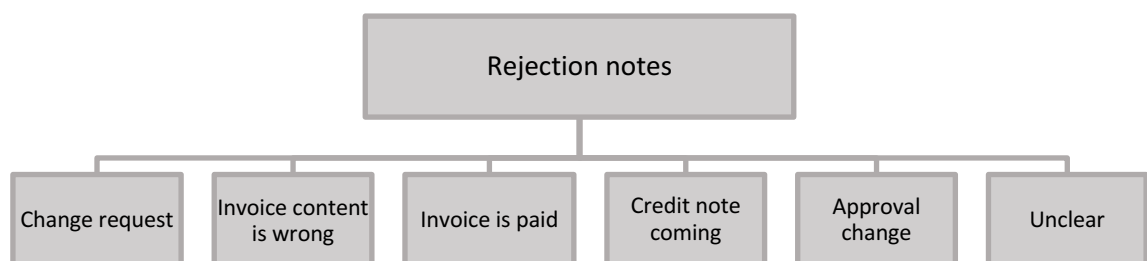 Rejection notes
Change request
Invoice content
is wrong
Invoice is paid
Credit note
coming
Approval
change
Unclear